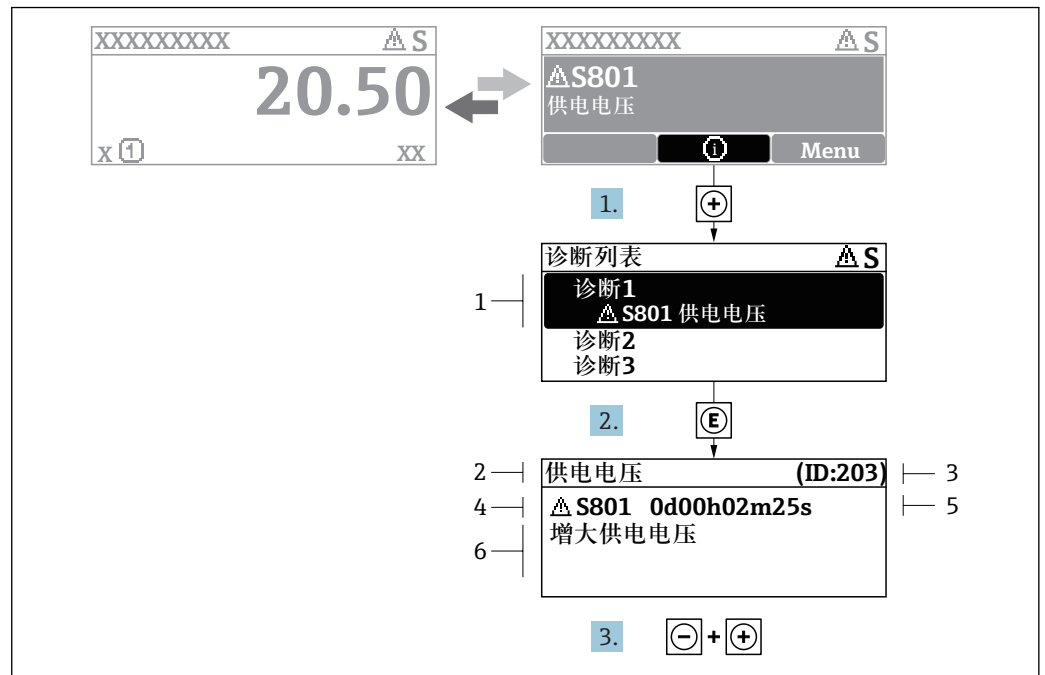 XXXXXXXXX ⚠S
20.50
x① XX
XXXXXXXXX ⚠S
⚠S801
供电电压
ⓘ Menu
1. ⊕
诊断列表 ⚠S
1 诊断1
⚠ S801 供电电压
诊断2
诊断3
2. Ⓔ
2 供电电压 (ID:203) 3
4 ⚠ S801 0d00h02m25s 5
6 增大供电电压
3. ⊖+⊕